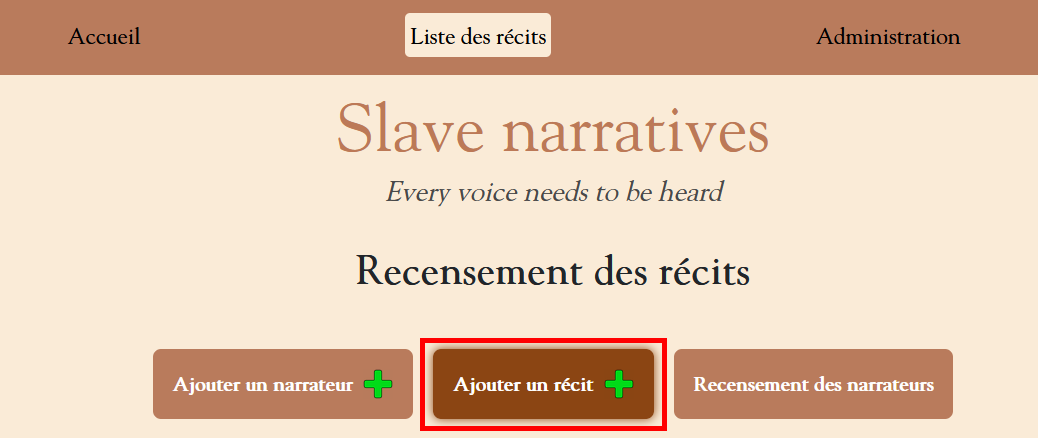 Accueil
Liste des récits
Administration
Slave narratives
Every voice needs to be heard
Recensement des récits
Ajouter un narrateur
Ajouter un récit
Recensement des narrateurs